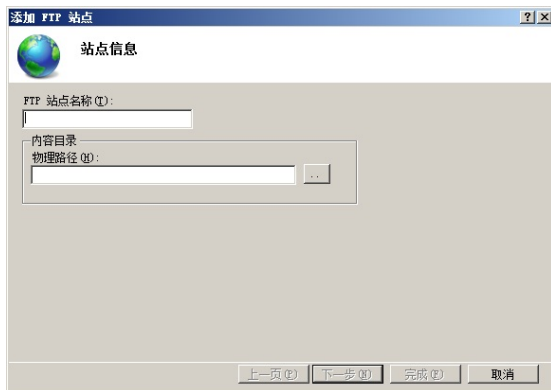 添加 FTP 站点
站点信息
FTP 站点名称(T):
内容目录
物理路径(H):
..
上一页(P) 下一步(N) 完成(F) 取消